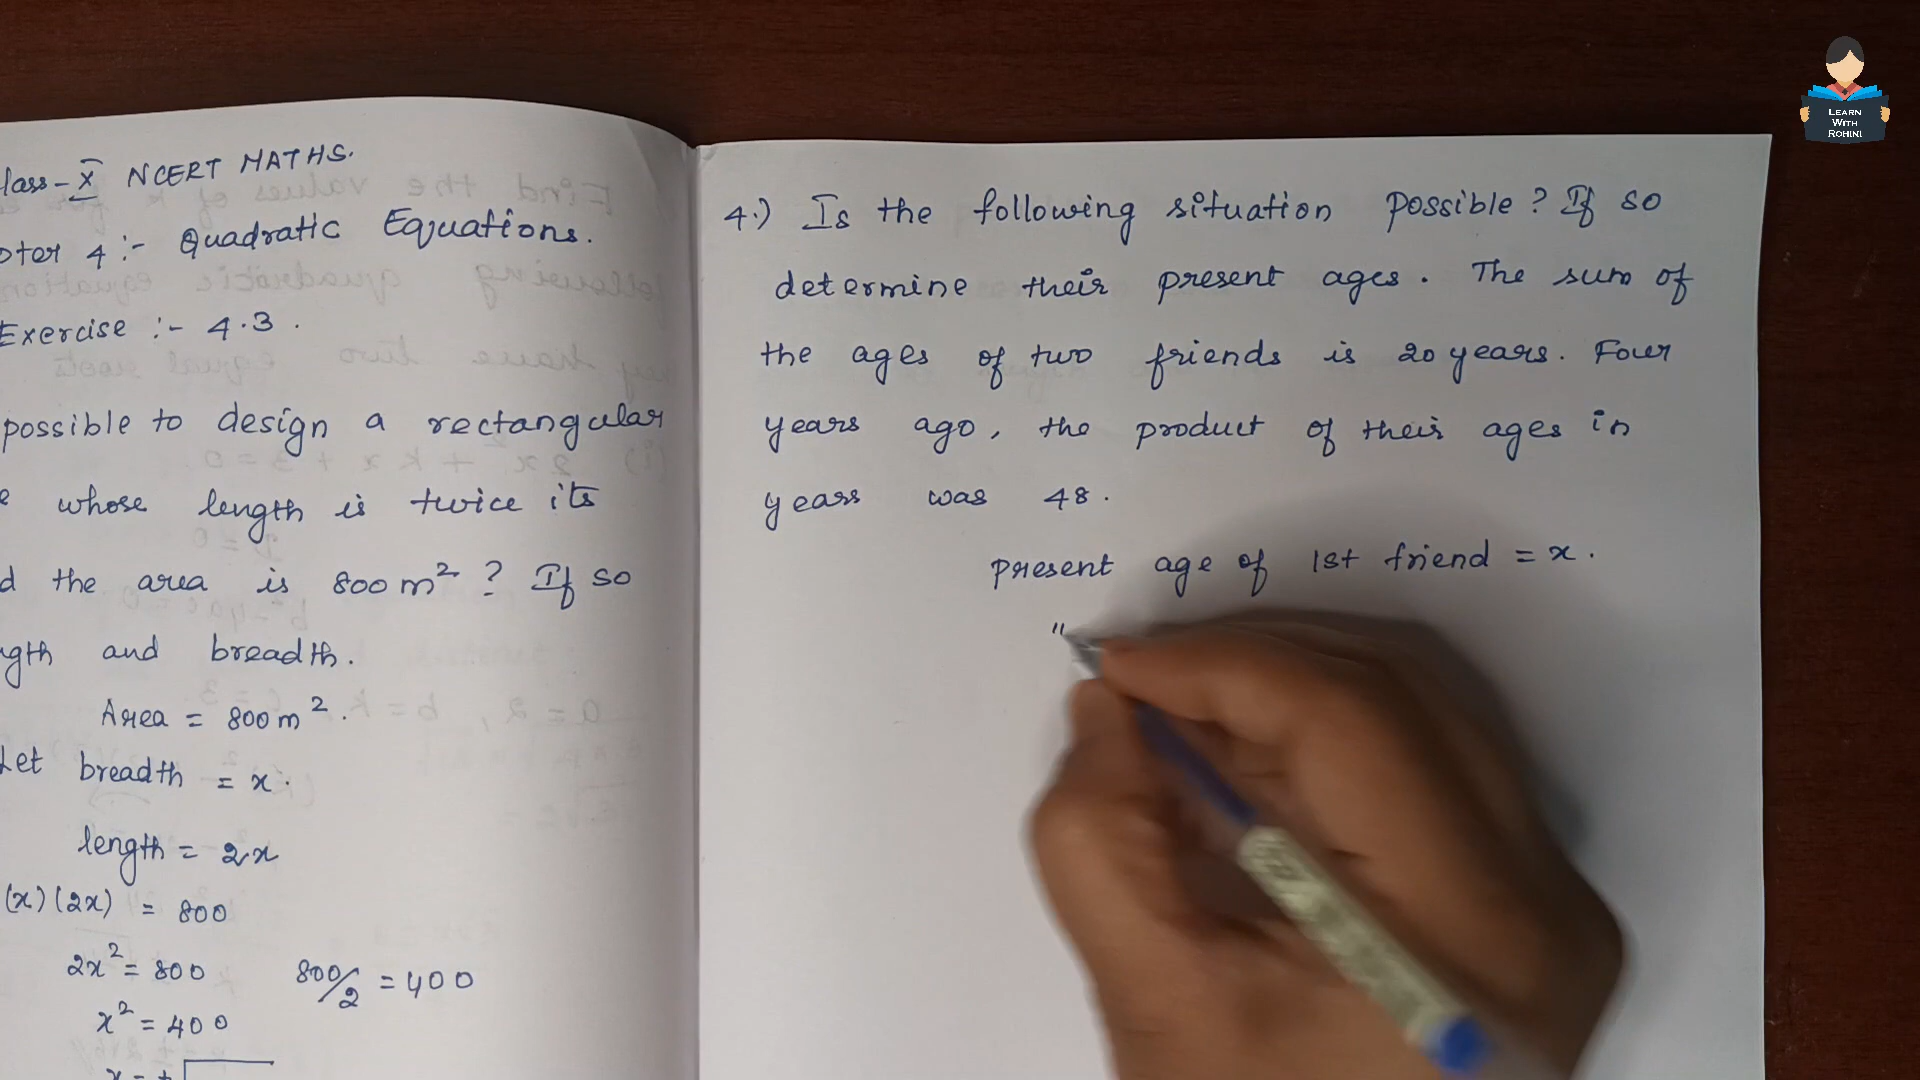 X NCERT MATHS.
4 :- Quadratic Equations.
Exercise :- 4.3 .
possible to design a rectangular
whose length is twice its
the area is 800 m² ? If so
and breadth.
Area = 800 m² .
Let breadth = x .
length = 2x
(x) (2x) = 800
2x² = 800 800/2 = 400
x² = 400
4.) Is the following situation possible ? If so
determine their present ages . The sum of
the ages of two friends is 20 years . Four
years ago , the product of their ages in
years was 48 .
present age of 1st friend = x .
"
LEARN
WITH
ROHINI